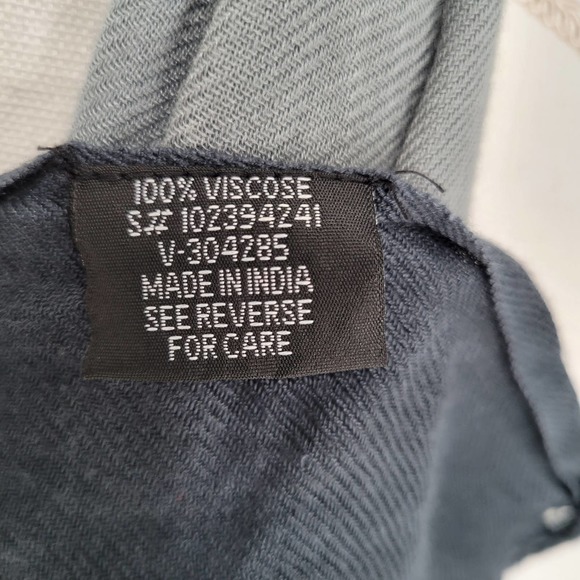 100% VISCOSE
S# 102394241
V-304285
MADE IN INDIA
SEE REVERSE
FOR CARE